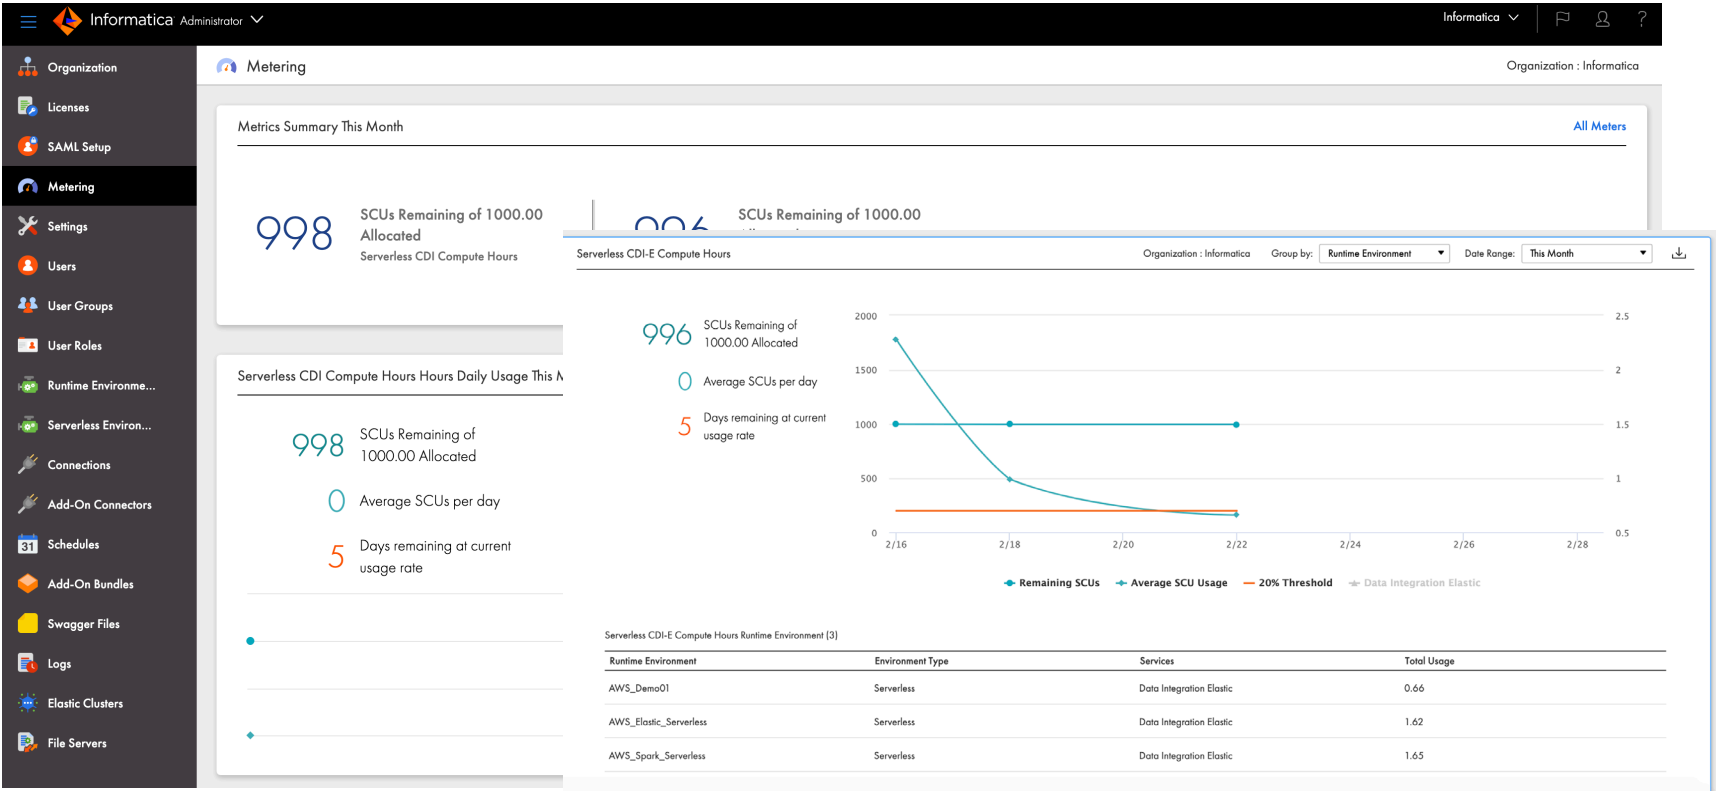 Informatica Administrator
Informatica
?
Organization
Licenses
SAML Setup
Metering
Settings
Users
User Groups
User Roles
Runtime Environme...
Serverless Environ...
Connections
Add-On Connectors
31 Schedules
Add-On Bundles
Swagger Files
Logs
Elastic Clusters
File Servers
Metering
Organization : Informatica
Metrics Summary This Month
All Meters
998
SCUs Remaining of 1000.00
Allocated
Serverless CDI Compute Hours
996
SCUs Remaining of 1000.00
Serverless CDI Compute Hours Hours Daily Usage This M
998
SCUs Remaining of
1000.00 Allocated
0
Average SCUs per day
5
Days remaining at current
usage rate
Serverless CDI-E Compute Hours
Organization : Informatica
Group by: Runtime Environment
Date Range: This Month
996
SCUs Remaining of
1000.00 Allocated
0
Average SCUs per day
5
Days remaining at current
usage rate
2000
1500
1000
500
0
2.5
2
1.5
1
0.5
2/16 2/18 2/20 2/22 2/24 2/26 2/28
Remaining SCUs Average SCU Usage 20% Threshold Data Integration Elastic
Serverless CDI-E Compute Hours Runtime Environment (3)
Runtime Environment Environment Type Services Total Usage
AWS_Demo01 Serverless Data Integration Elastic 0.66
AWS_Elastic_Serverless Serverless Data Integration Elastic 1.62
AWS_Spark_Serverless Serverless Data Integration Elastic 1.65